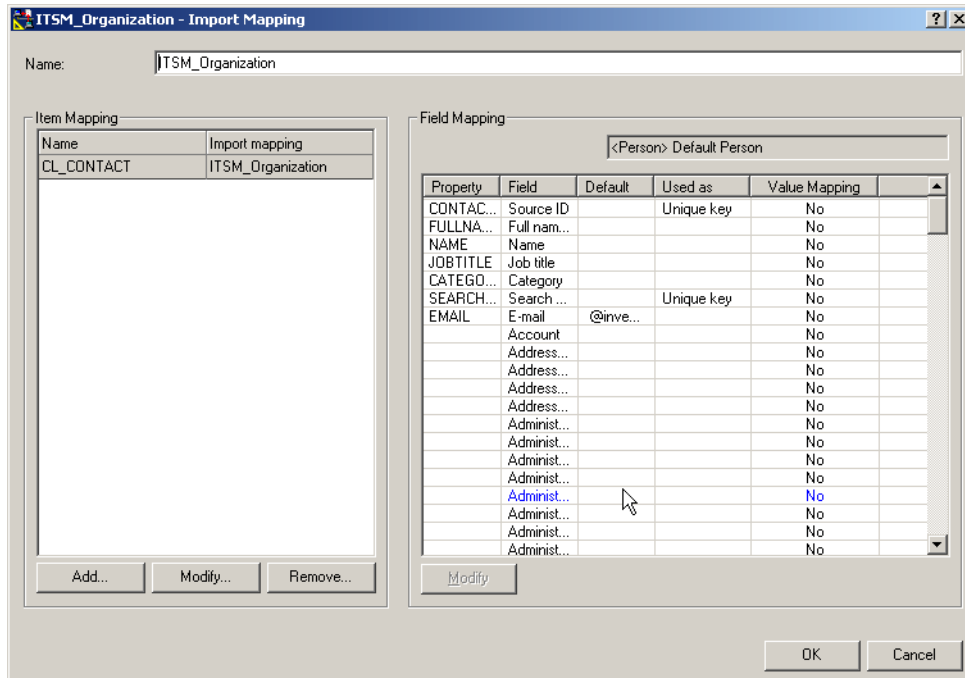 ITSM_Organization - Import Mapping
Name: ITSM_Organization
Item Mapping
Name Import mapping
CL_CONTACT ITSM_Organization
Add... Modify... Remove...
Field Mapping
<Person> Default Person
Property Field Default Used as Value Mapping
CONTAC... Source ID Unique key No
FULLNA... Full nam... No
NAME Name No
JOBTITLE Job title No
CATEGO... Category No
SEARCH... Search ... Unique key No
EMAIL E-mail @inve... No
Account No
Address... No
Address... No
Address... No
Address... No
Administ... No
Administ... No
Administ... No
Administ... No
Administ... No
Administ... No
Administ... No
Administ... No
Modify
OK Cancel